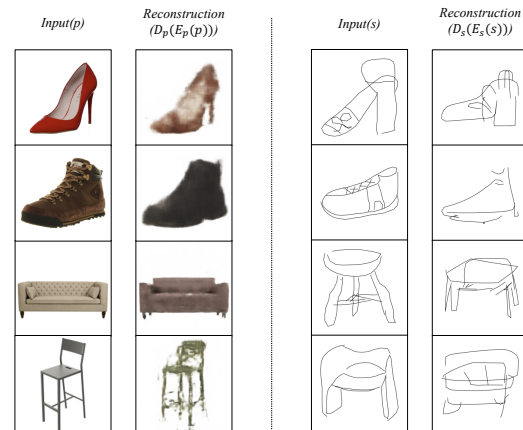 Input(p)
Reconstruction
(D_p(E_p(p)))
Input(s)
Reconstruction
(D_s(E_s(s)))